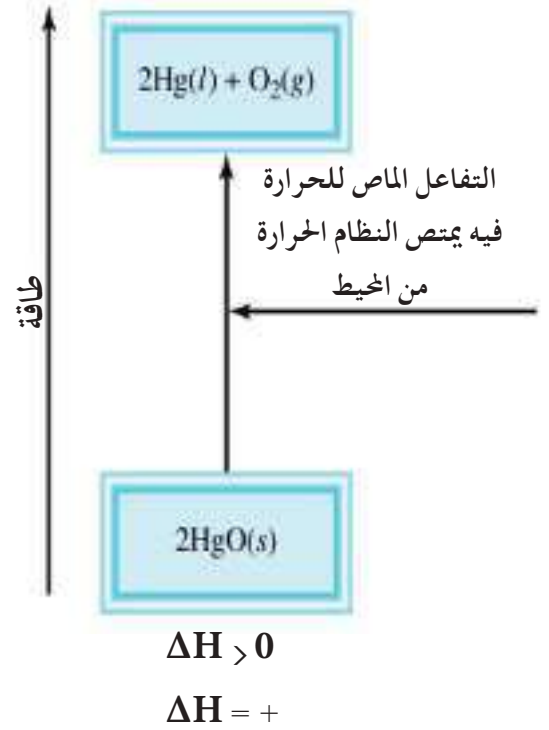 2Hg(l) + O₂(g)
التفاعل الماص للحرارة
فيه يمتص النظام الحرارة
من المحيط
طاقة
2HgO(s)
ΔH > 0
ΔH = +